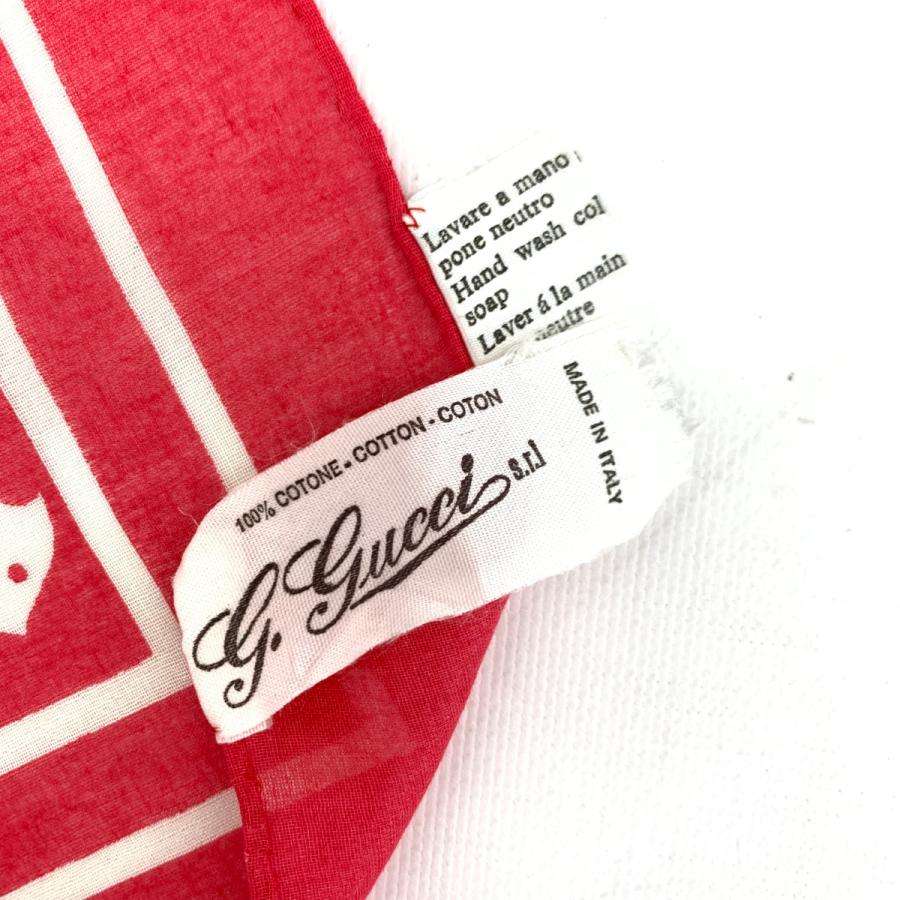 Lavare a mano
pone neutro
Hand wash col
soap
Laver á la main
neutre
100% COTONE - COTTON - COTON
G. Gucci s.r.l
MADE IN ITALY